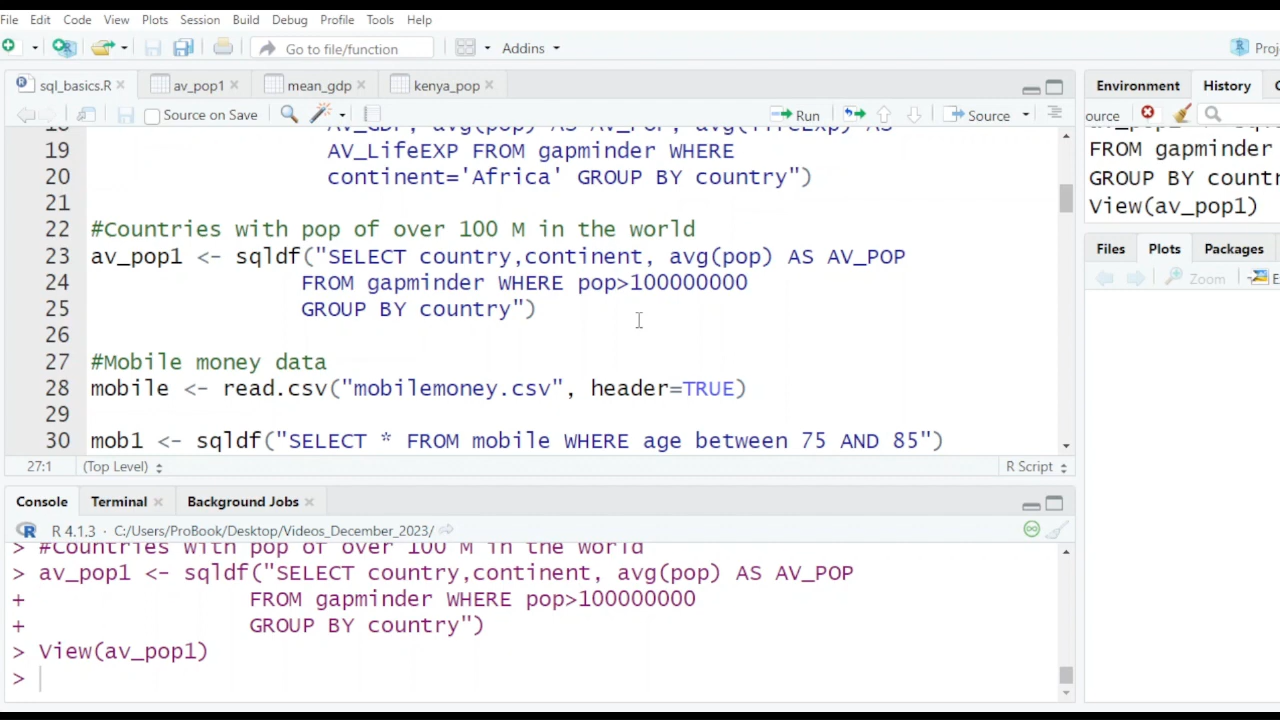 File Edit Code View Plots Session Build Debug Profile Tools Help
Go to file/function Addins Proj
sql_basics.R av_pop1 mean_gdp kenya_pop
Source on Save Run Source
18 AV_GDP, avg(pop) AS AV_POP, avg(lifeExp) AS
19 AV_LifeEXP FROM gapminder WHERE
20 continent='Africa' GROUP BY country")
21
22 #Countries with pop of over 100 M in the world
23 av_pop1 <- sqldf("SELECT country,continent, avg(pop) AS AV_POP
24 FROM gapminder WHERE pop>100000000
25 GROUP BY country")
26
27 #Mobile money data
28 mobile <- read.csv("mobilemoney.csv", header=TRUE)
29
30 mob1 <- sqldf("SELECT * FROM mobile WHERE age between 75 AND 85")
27:1 (Top Level) R Script
Console Terminal Background Jobs
R 4.1.3 · C:/Users/ProBook/Desktop/Videos_December_2023/
> #Countries with pop of over 100 M in the world
> av_pop1 <- sqldf("SELECT country,continent, avg(pop) AS AV_POP
+ FROM gapminder WHERE pop>100000000
+ GROUP BY country")
> View(av_pop1)
>
Environment History C
ource
FROM gapminder
GROUP BY countr
View(av_pop1)
Files Plots Packages
Zoom E